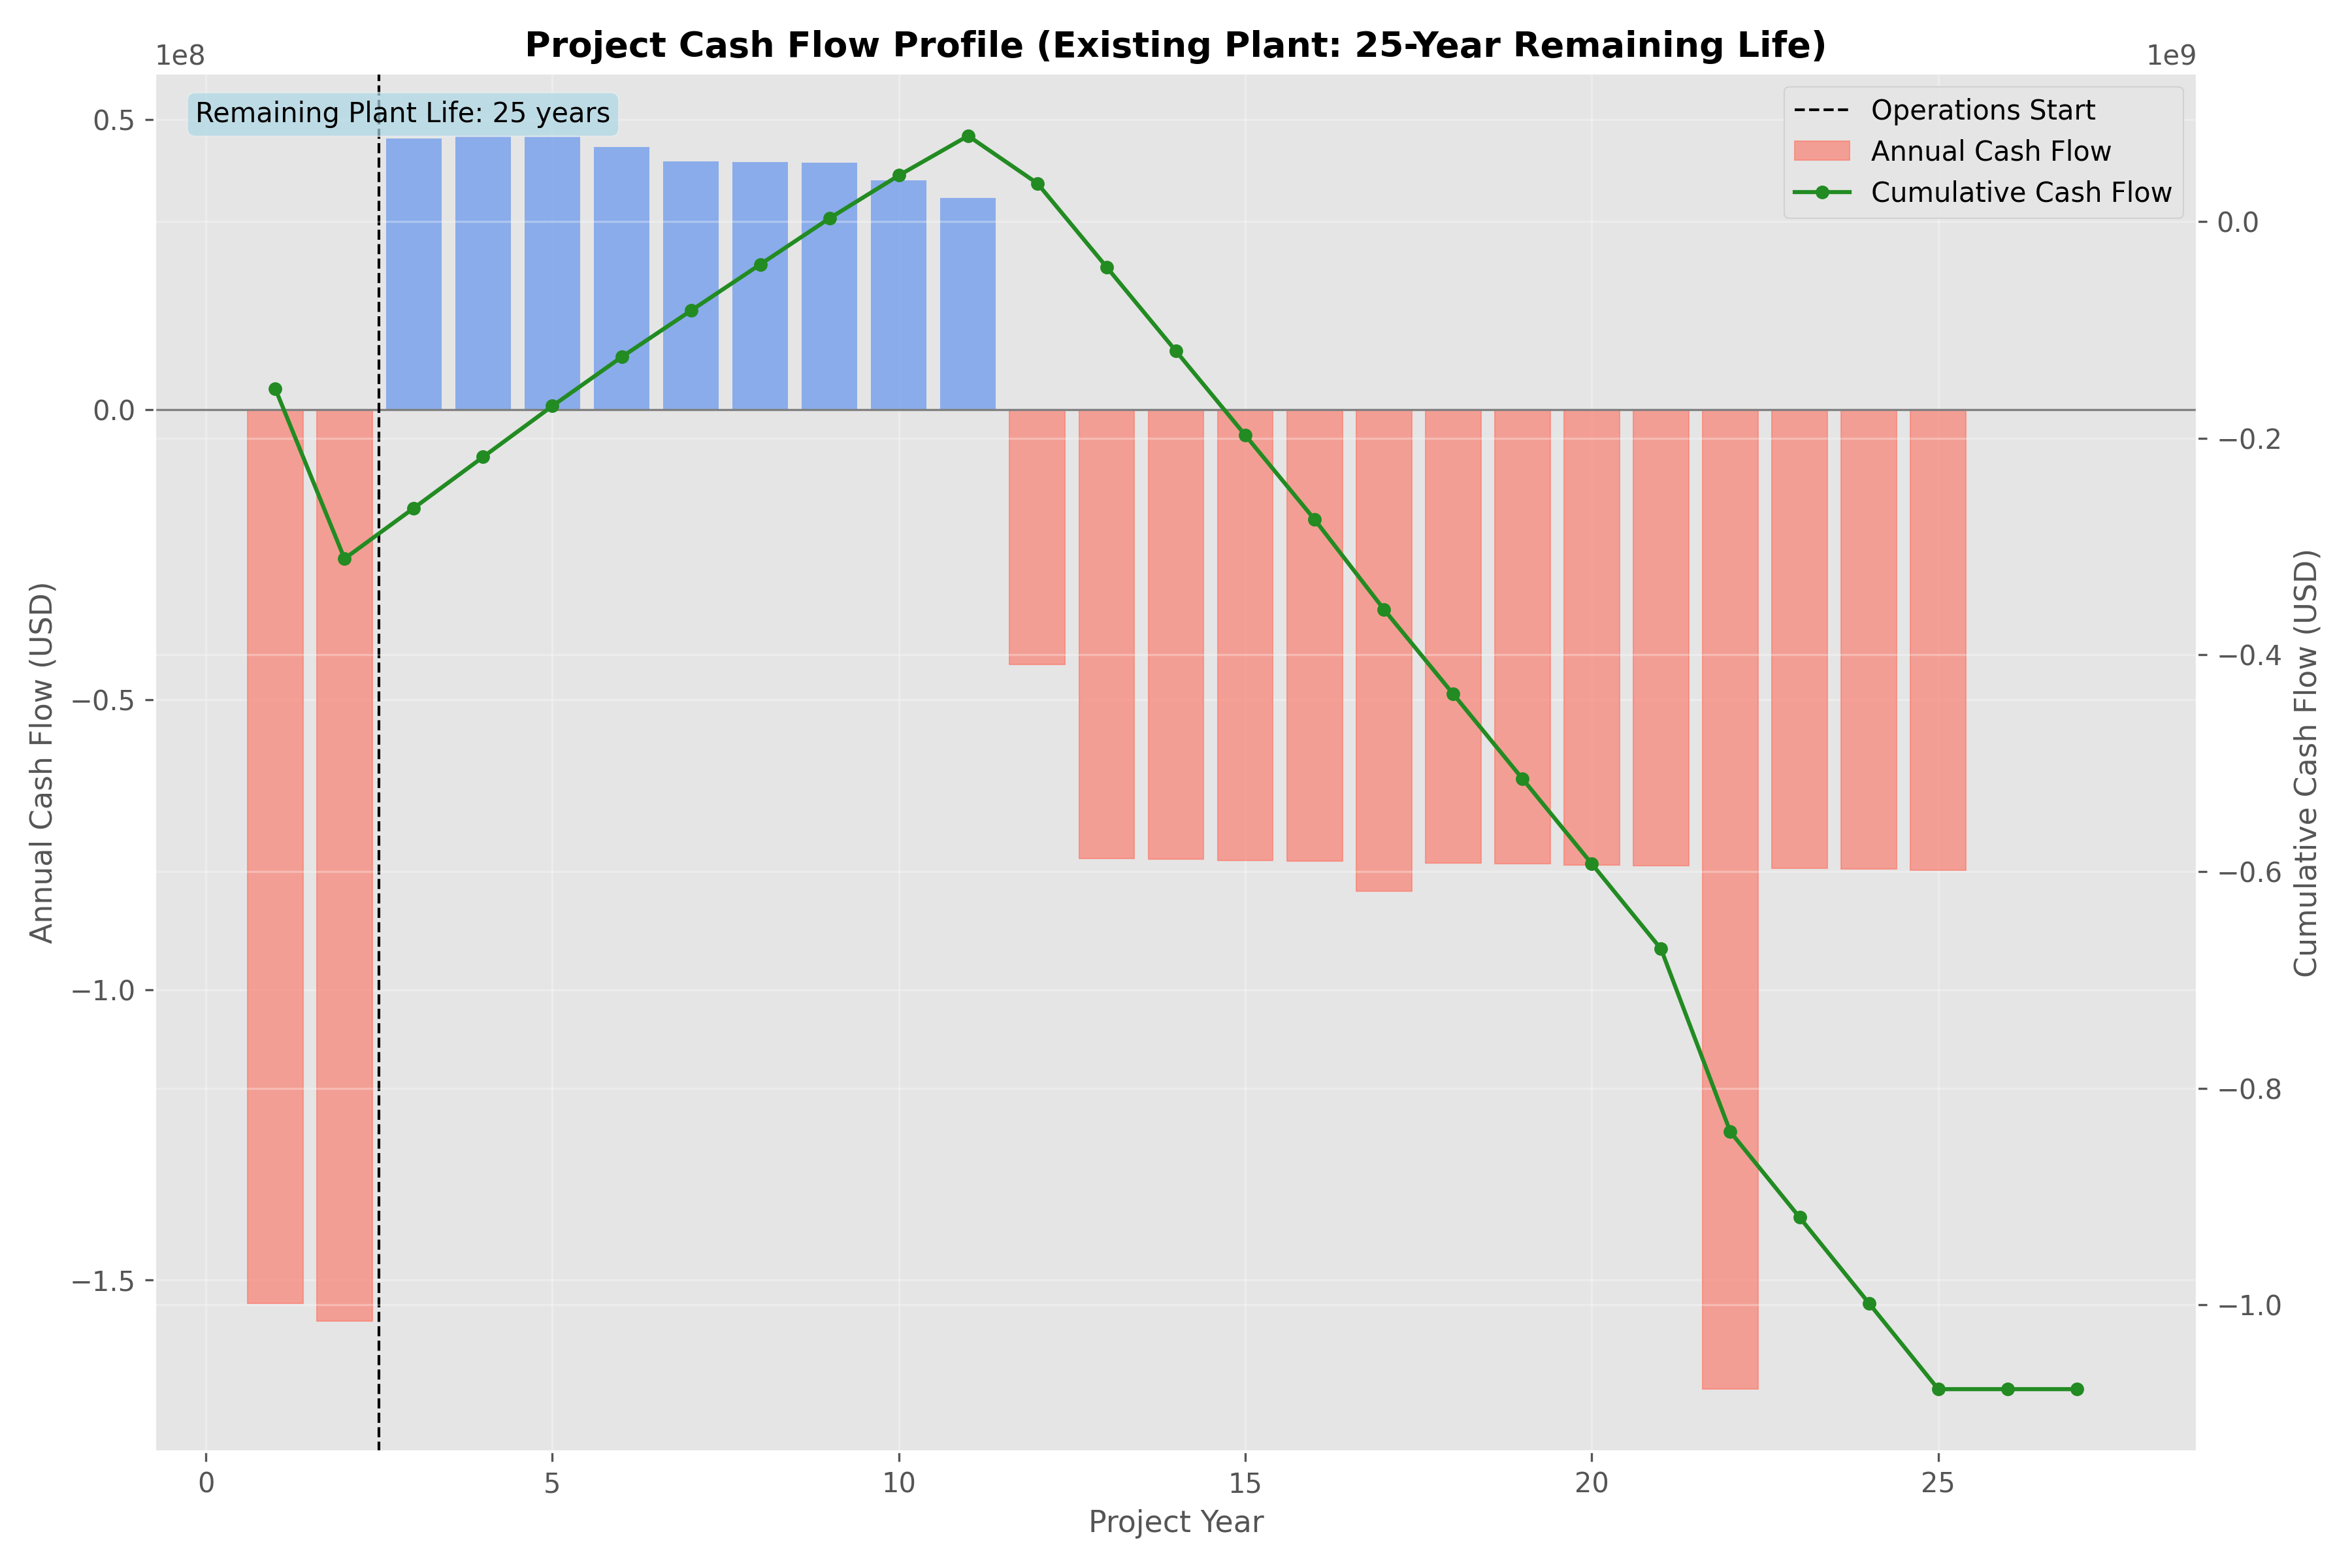 Project Cash Flow Profile (Existing Plant: 25-Year Remaining Life)
1e8
1e9
Remaining Plant Life: 25 years
Operations Start
Annual Cash Flow
Cumulative Cash Flow
Annual Cash Flow (USD)
0.5
0.0
−0.5
−1.0
−1.5
0.0
−0.2
−0.4
−0.6
−0.8
−1.0
Cumulative Cash Flow (USD)
0
5
10
15
20
25
Project Year